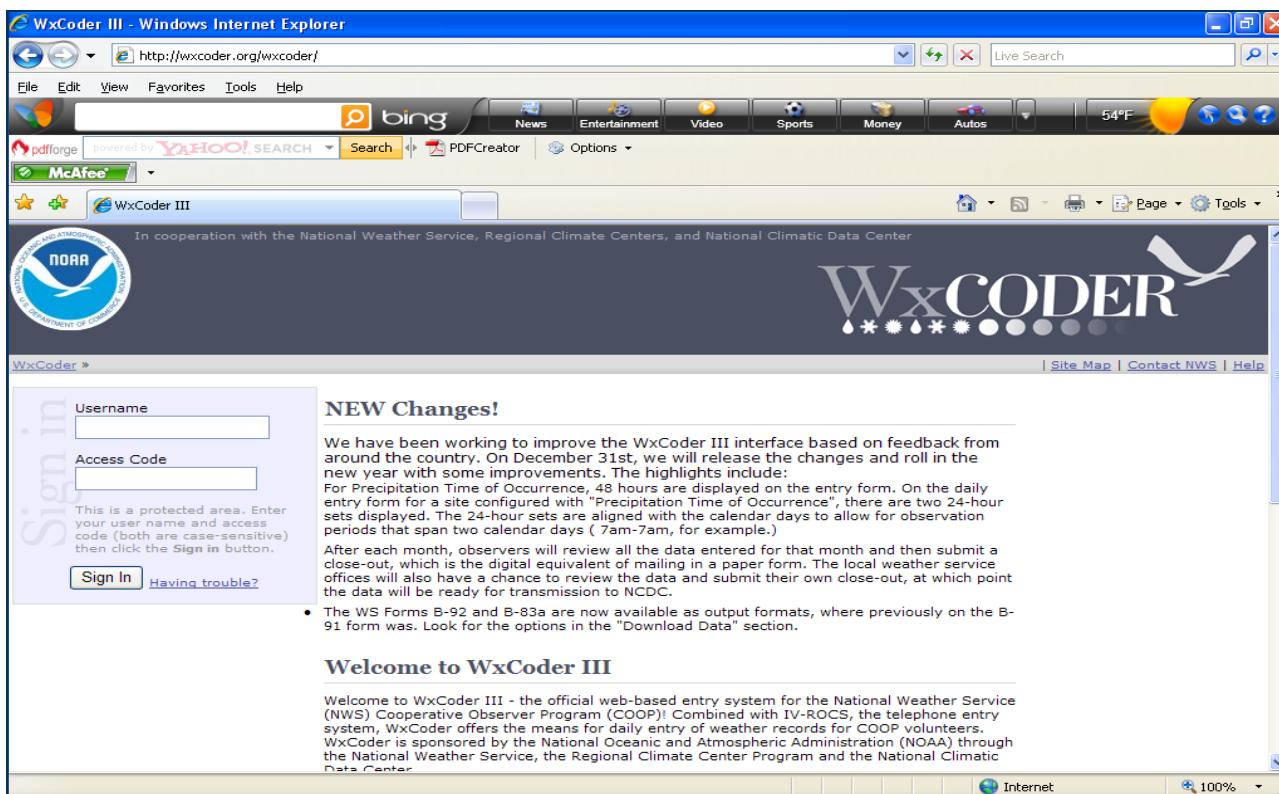 WxCoder III - Windows Internet Explorer
http://wxcoder.org/wxcoder/
Live Search
File Edit View Favorites Tools Help
bing
News Entertainment Video Sports Money Autos
54°F
pdfforge powered by YAHOO! SEARCH Search PDFCreator Options
McAfee
WxCoder III
Page Tools
NATIONAL OCEANIC AND ATMOSPHERIC ADMINISTRATION
NOAA
U.S. DEPARTMENT OF COMMERCE
In cooperation with the National Weather Service, Regional Climate Centers, and National Climatic Data Center
WxCODER
WxCoder »
| Site Map | Contact NWS | Help
Sign in
Username
Access Code
This is a protected area. Enter
your user name and access
code (both are case-sensitive)
then click the Sign in button.
Sign In Having trouble?
NEW Changes!
We have been working to improve the WxCoder III interface based on feedback from
around the country. On December 31st, we will release the changes and roll in the
new year with some improvements. The highlights include:
For Precipitation Time of Occurrence, 48 hours are displayed on the entry form. On the daily
entry form for a site configured with "Precipitation Time of Occurrence", there are two 24-hour
sets displayed. The 24-hour sets are aligned with the calendar days to allow for observation
periods that span two calendar days ( 7am-7am, for example.)
After each month, observers will review all the data entered for that month and then submit a
close-out, which is the digital equivalent of mailing in a paper form. The local weather service
offices will also have a chance to review the data and submit their own close-out, at which point
the data will be ready for transmission to NCDC.
• The WS Forms B-92 and B-83a are now available as output formats, where previously on the B-
91 form was. Look for the options in the "Download Data" section.
Welcome to WxCoder III
Welcome to WxCoder III - the official web-based entry system for the National Weather Service
(NWS) Cooperative Observer Program (COOP)! Combined with IV-ROCS, the telephone entry
system, WxCoder offers the means for daily entry of weather records for COOP volunteers.
WxCoder is sponsored by the National Oceanic and Atmospheric Administration (NOAA) through
the National Weather Service, the Regional Climate Center Program and the National Climatic
Data Center
Internet
100%